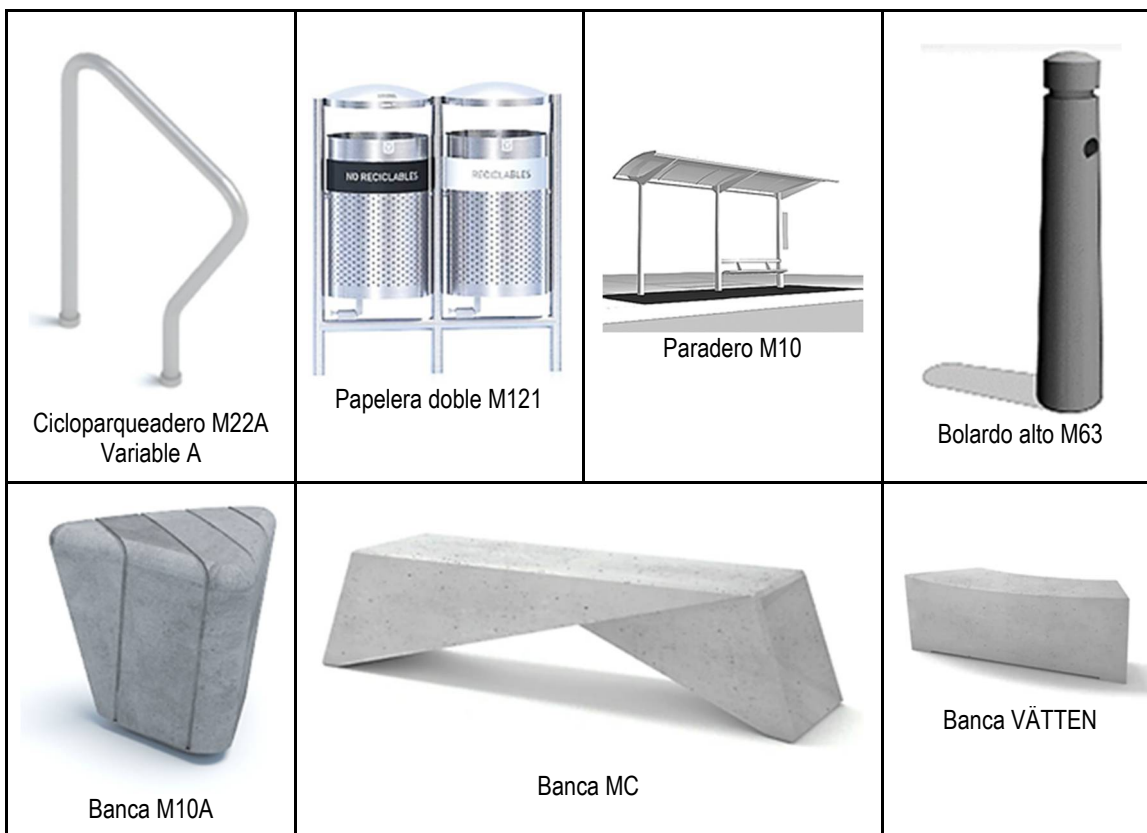 Cicloparqueadero M22A
Variable A
NO RECICLABLES
RECICLABLES
Papelera doble M121
Paradero M10
Bolardo alto M63
Banca M10A
Banca MC
Banca VÄTTEN